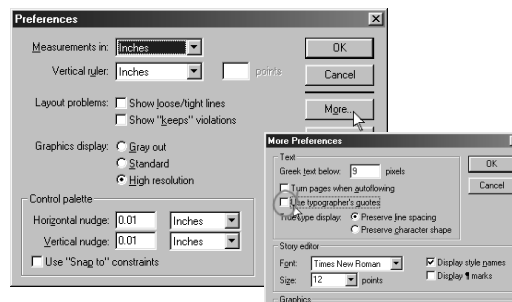 Preferences
Measurements in: Inches
OK
Vertical ruler: Inches points
Cancel
Layout problems: Show loose/tight lines
More...
Show "keeps" violations
Graphics display: Gray out
Standard
High resolution
Control palette
Horizontal nudge: 0.01 Inches
Vertical nudge: 0.01 Inches
Use "Snap to" constraints
More Preferences
Text
Greek text below: 9 pixels
OK
Turn pages when autoflowing
Cancel
Use typographer's quotes
TrueType display: Preserve line spacing
Preserve character shape
Story editor
Font: Times New Roman Display style names
Size: 12 points Display ¶ marks
Graphics